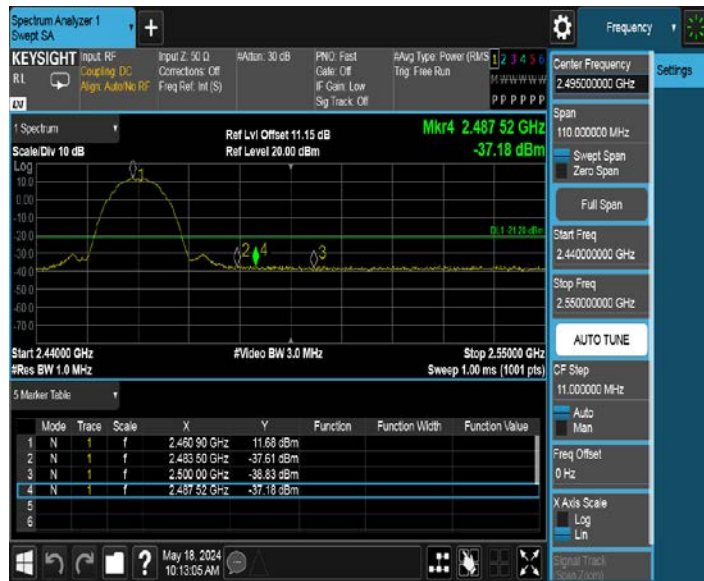 Spectrum Analyzer 1
Swept SA
+
Frequency
KEYSIGHT
RL
Input: RF
Coupling: DC
Align: Auto/No RF
Input Z: 50 Ω
Corrections: Off
Freq Ref: Int (S)
#Atten: 30 dB
PNO: Fast
Gate: Off
IF Gain: Low
Sig Track: Off
#Avg Type: Power (RMS
Trig: Free Run
1 2 3 4 5 6
M W W W W W
P P P P P P
Settings
Center Frequency
2.495000000 GHz
Span
110.000000 MHz
Swept Span
Zero Span
Full Span
Start Freq
2.440000000 GHz
Stop Freq
2.550000000 GHz
AUTO TUNE
CF Step
11.000000 MHz
Auto
Man
Freq Offset
0 Hz
X Axis Scale
Log
Lin
Signal Track
(Span Zoom)
1 Spectrum
Scale/Div 10 dB
Ref Lvl Offset 11.15 dB
Ref Level 20.00 dBm
Mkr4 2.487 52 GHz
-37.18 dBm
Log
10.0
0.00
-10.0
-20.0
-30.0
-40.0
-50.0
-60.0
-70.0
1
2
4
3
Start 2.44000 GHz
#Res BW 1.0 MHz
#Video BW 3.0 MHz
Stop 2.55000 GHz
Sweep 1.00 ms (1001 pts)
5 Marker Table
Mode Trace Scale X Y Function Function Width Function Value
1 N 1 f 2.460 90 GHz 11.68 dBm
2 N 1 f 2.483 50 GHz -37.61 dBm
3 N 1 f 2.500 00 GHz -38.83 dBm
4 N 1 f 2.487 52 GHz -37.18 dBm
5
6
?
May 18, 2024
10:13:05 AM